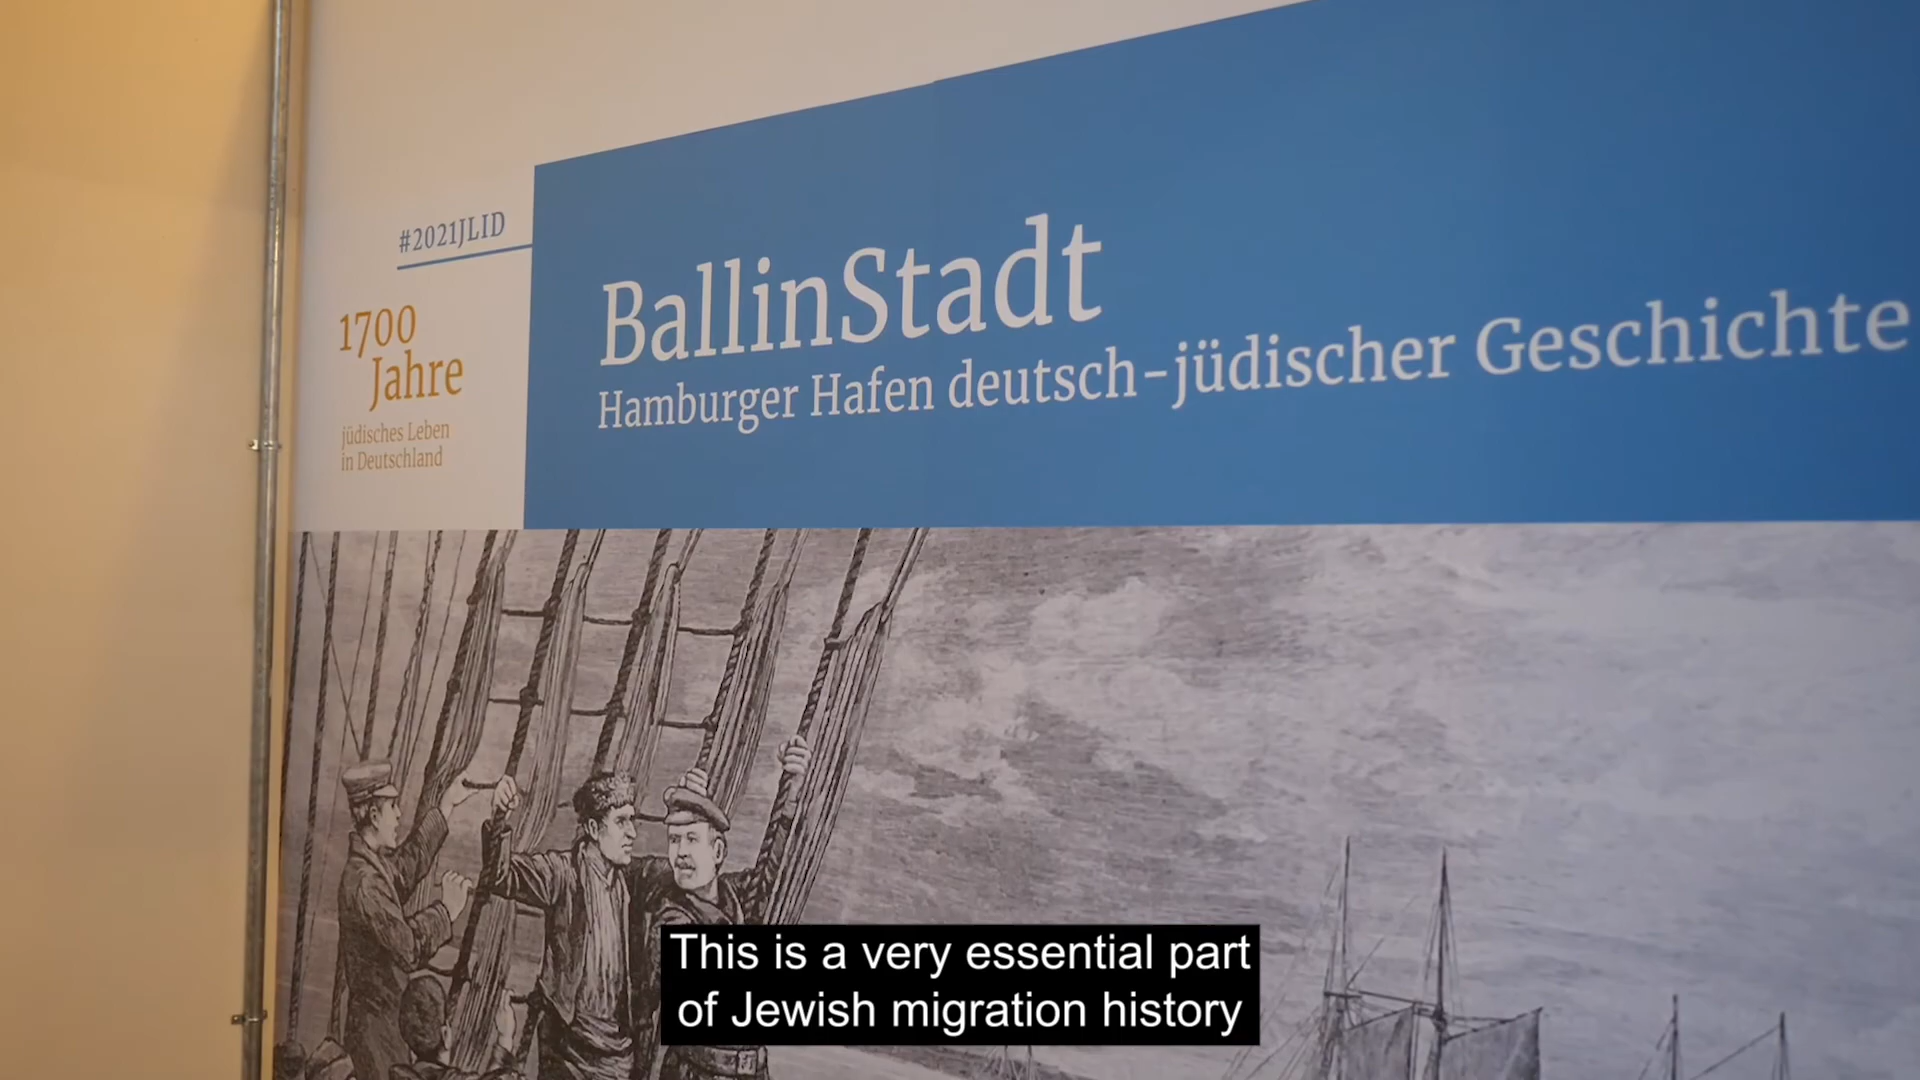 #2021JLID
1700
Jahre
jüdisches Leben
in Deutschland
BallinStadt
Hamburger Hafen deutsch-jüdischer Geschichte
This is a very essential part
of Jewish migration history